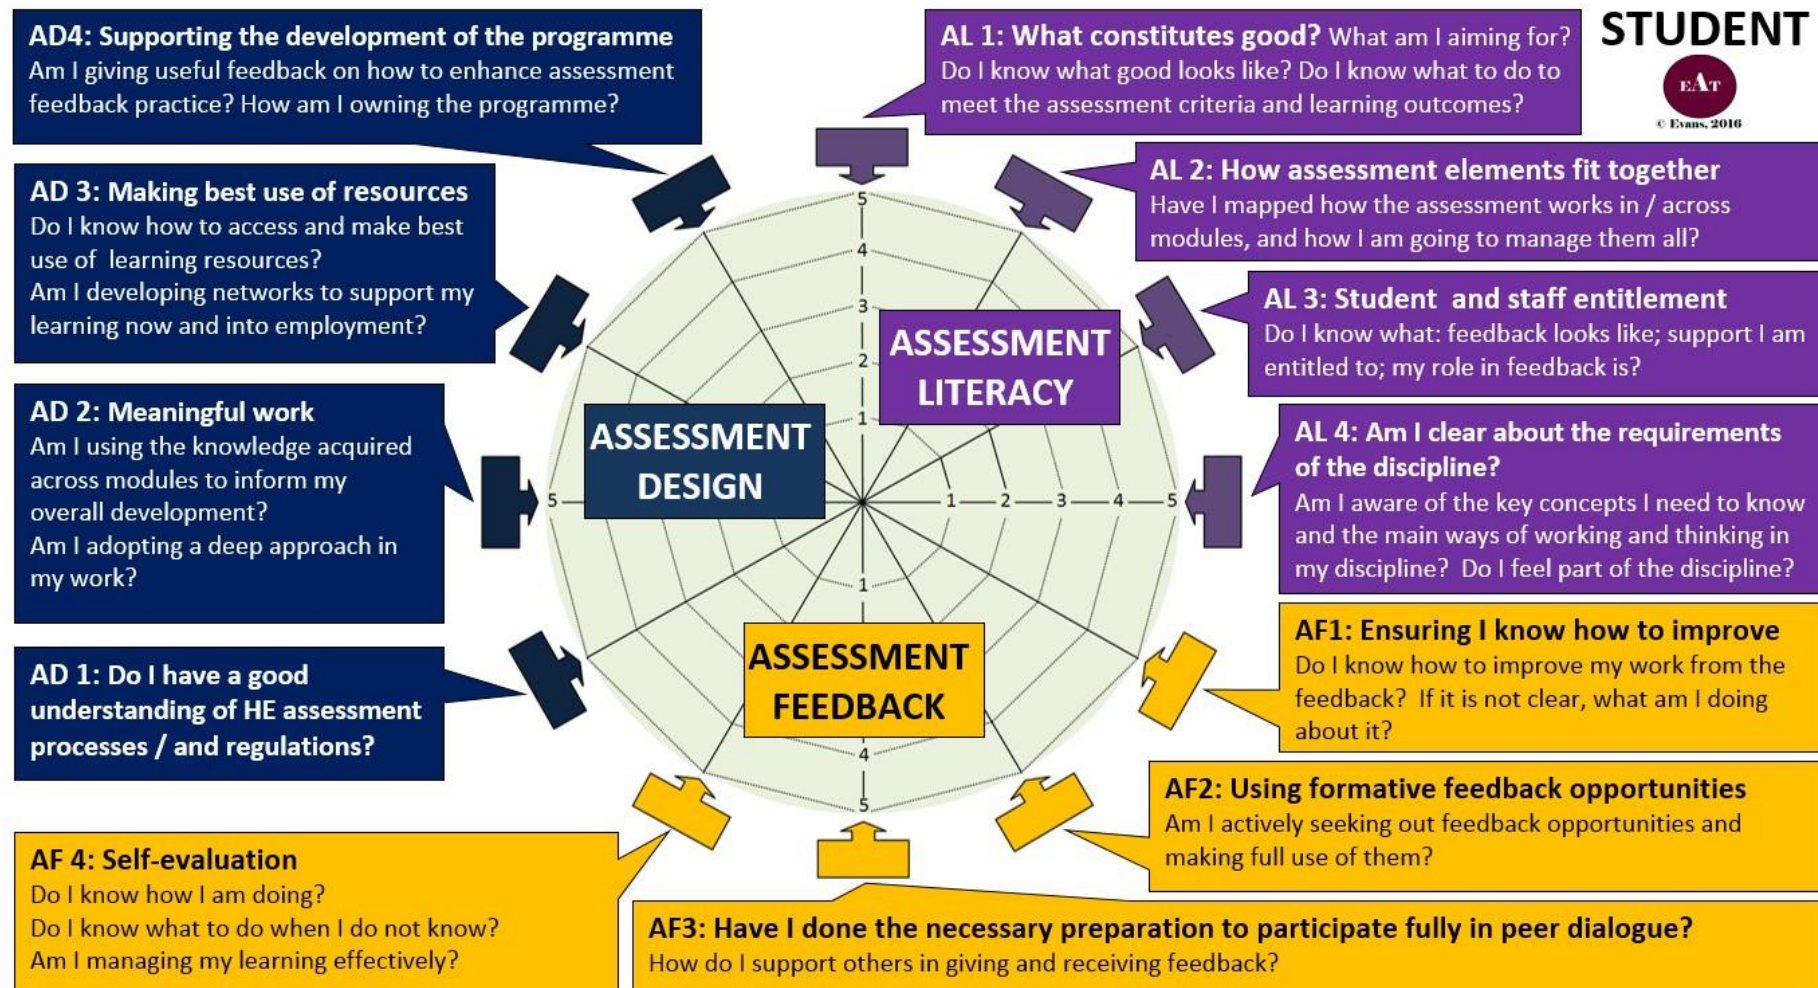 STUDENT
EAT
© Evans, 2016
AD4: Supporting the development of the programme
Am I giving useful feedback on how to enhance assessment
feedback practice? How am I owning the programme?
AL 1: What constitutes good? What am I aiming for?
Do I know what good looks like? Do I know what to do to
meet the assessment criteria and learning outcomes?
AL 2: How assessment elements fit together
Have I mapped how the assessment works in / across
modules, and how I am going to manage them all?
AL 3: Student and staff entitlement
Do I know what: feedback looks like; support I am
entitled to; my role in feedback is?
AL 4: Am I clear about the requirements
of the discipline?
Am I aware of the key concepts I need to know
and the main ways of working and thinking in
my discipline? Do I feel part of the discipline?
AF1: Ensuring I know how to improve
Do I know how to improve my work from the
feedback? If it is not clear, what am I doing
about it?
AF2: Using formative feedback opportunities
Am I actively seeking out feedback opportunities and
making full use of them?
AF3: Have I done the necessary preparation to participate fully in peer dialogue?
How do I support others in giving and receiving feedback?
AF 4: Self-evaluation
Do I know how I am doing?
Do I know what to do when I do not know?
Am I managing my learning effectively?
AD 1: Do I have a good
understanding of HE assessment
processes / and regulations?
AD 2: Meaningful work
Am I using the knowledge acquired
across modules to inform my
overall development?
Am I adopting a deep approach in
my work?
AD 3: Making best use of resources
Do I know how to access and make best
use of learning resources?
Am I developing networks to support my
learning now and into employment?
ASSESSMENT
LITERACY
ASSESSMENT
DESIGN
ASSESSMENT
FEEDBACK
5
4
3
2
1
5
1 2 3 4 5
1
4
5